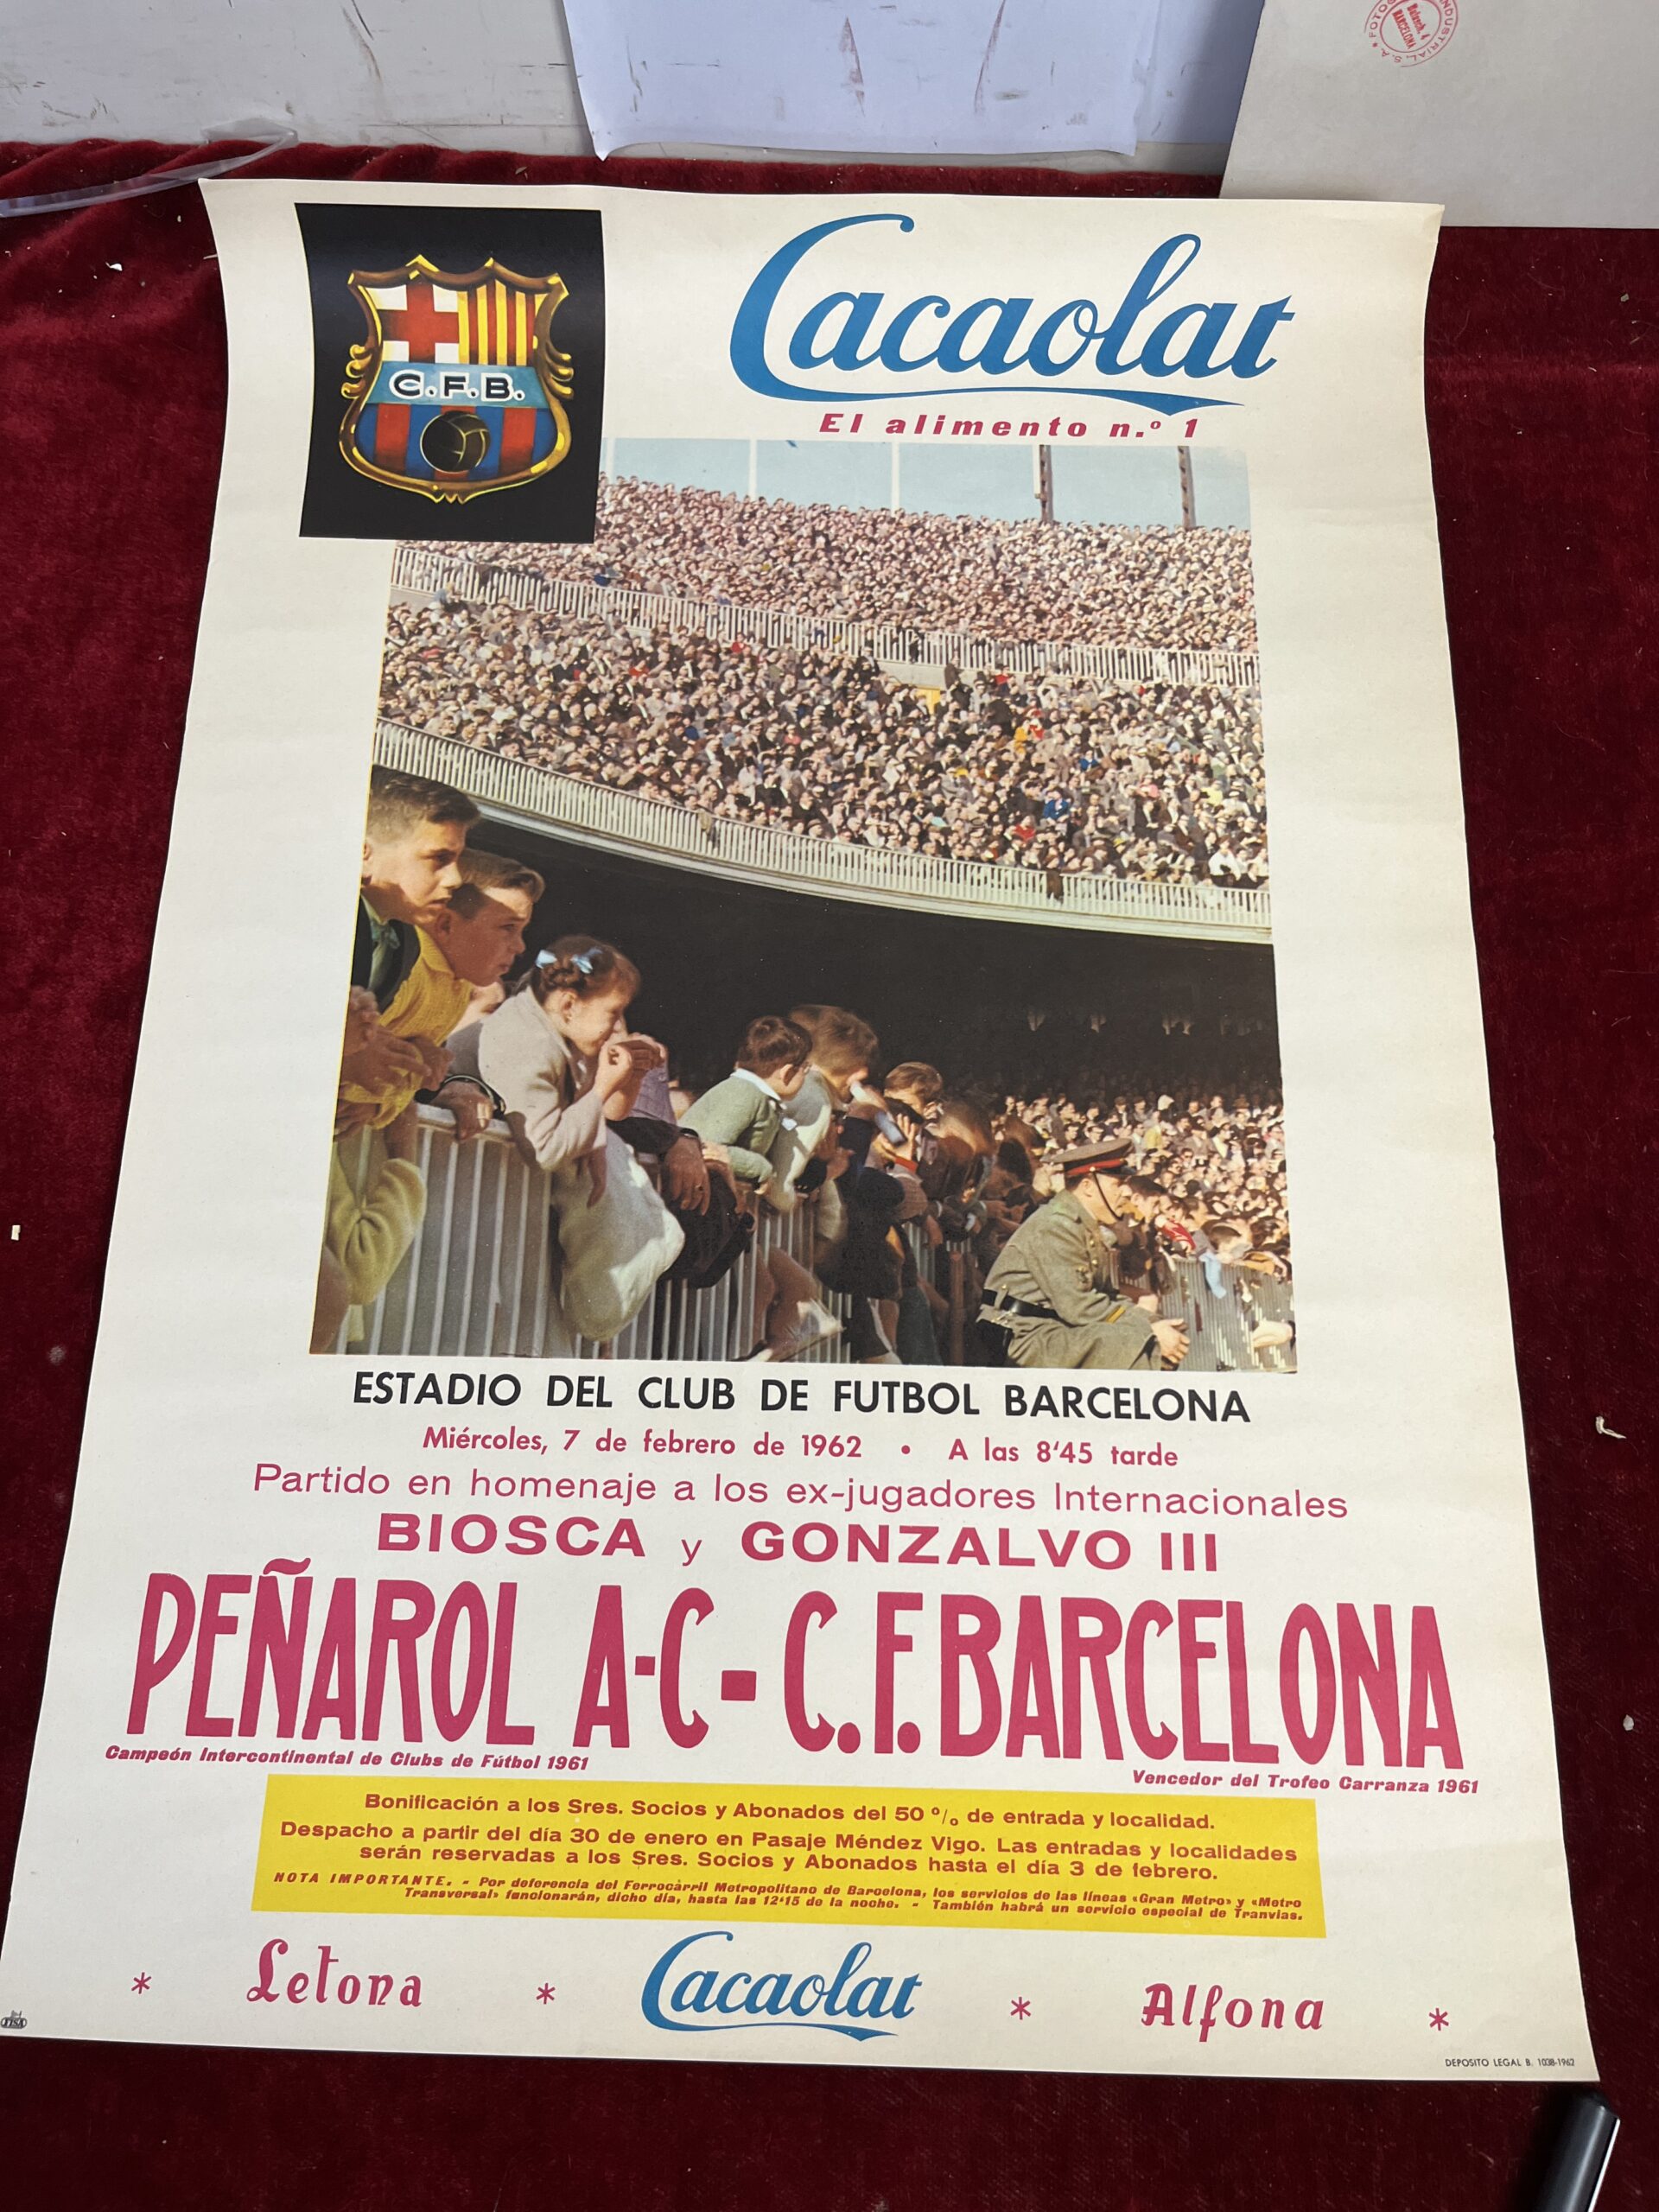 FOTO
INDUSTRIAL, S.A.
BARCELONA
C.F.B.
Cacaolat
El alimento n.º 1
ESTADIO DEL CLUB DE FUTBOL BARCELONA
Miércoles, 7 de febrero de 1962 • A las 8'45 tarde
Partido en homenaje a los ex-jugadores Internacionales
BIOSCA y GONZALVO III
PEÑAROL A-C - C.F. BARCELONA
Campeón Intercontinental de Clubs de Fútbol 1961
Vencedor del Trofeo Carranza 1961
Bonificación a los Sres. Socios y Abonados del 50 % de entrada y localidad.
Despacho a partir del día 30 de enero en Pasaje Méndez Vigo. Las entradas y localidades
serán reservadas a los Sres. Socios y Abonados hasta el día 3 de febrero.
NOTA IMPORTANTE. - Por deferencia del Ferrocarril Metropolitano de Barcelona, los servicios de las líneas «Gran Metro» y «Metro
Transversal» funcionarán, dicho día, hasta las 12'15 de la noche. - También habrá un servicio especial de Tranvías.
* Letona * Cacaolat * Alfona *
FISA
DEPOSITO LEGAL B. 1038-1962